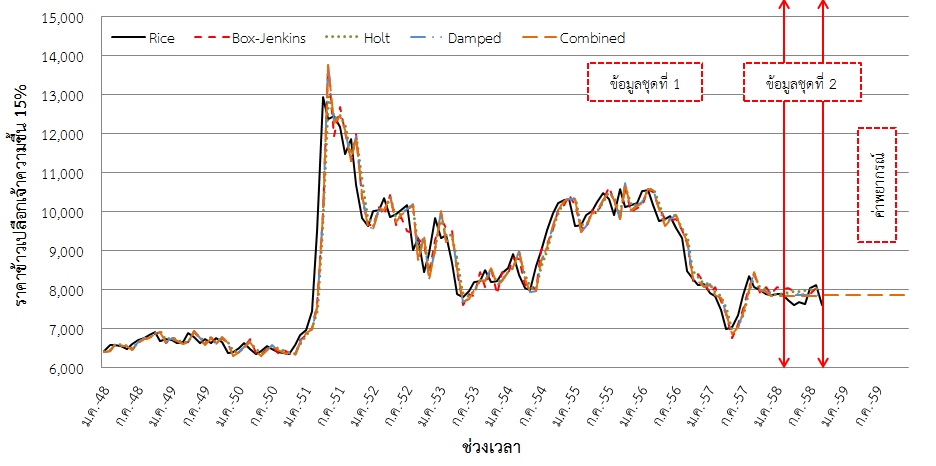 15,000
14,000
13,000
12,000
11,000
10,000
9,000
8,000
7,000
6,000
ราคาข้าวเปลือกเจ้าความชื้น 15%
Rice
Box-Jenkins
Holt
Damped
Combined
ข้อมูลชุดที่ 1
ข้อมูลชุดที่ 2
ค่าพยากรณ์
ม.ค.-48
ก.ค.-48
ม.ค.-49
ก.ค.-49
ม.ค.-50
ก.ค.-50
ม.ค.-51
ก.ค.-51
ม.ค.-52
ก.ค.-52
ม.ค.-53
ก.ค.-53
ม.ค.-54
ก.ค.-54
ม.ค.-55
ก.ค.-55
ม.ค.-56
ก.ค.-56
ม.ค.-57
ก.ค.-57
ม.ค.-58
ก.ค.-58
ม.ค.-59
ก.ค.-59
ช่วงเวลา